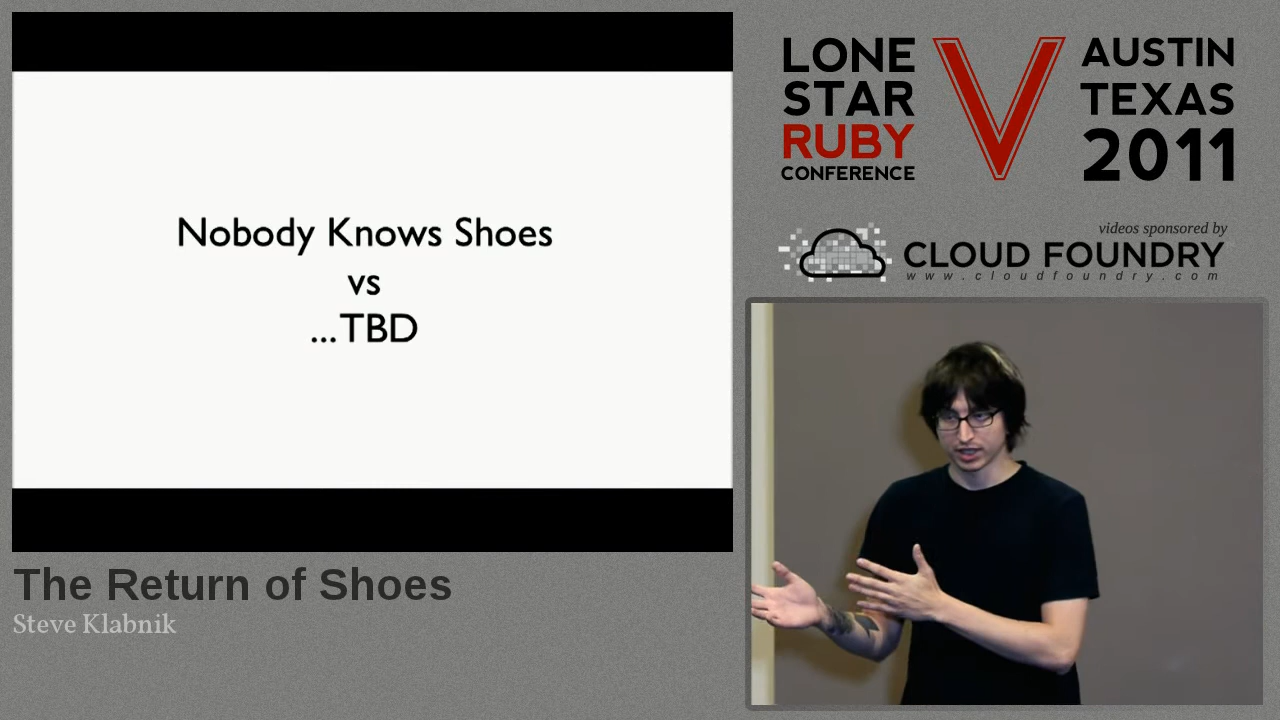 Nobody Knows Shoes
vs
...TBD
The Return of Shoes
Steve Klabnik
LONE
STAR
RUBY
CONFERENCE
V
AUSTIN
TEXAS
2011
videos sponsored by
CLOUD FOUNDRY
www.cloudfoundry.com